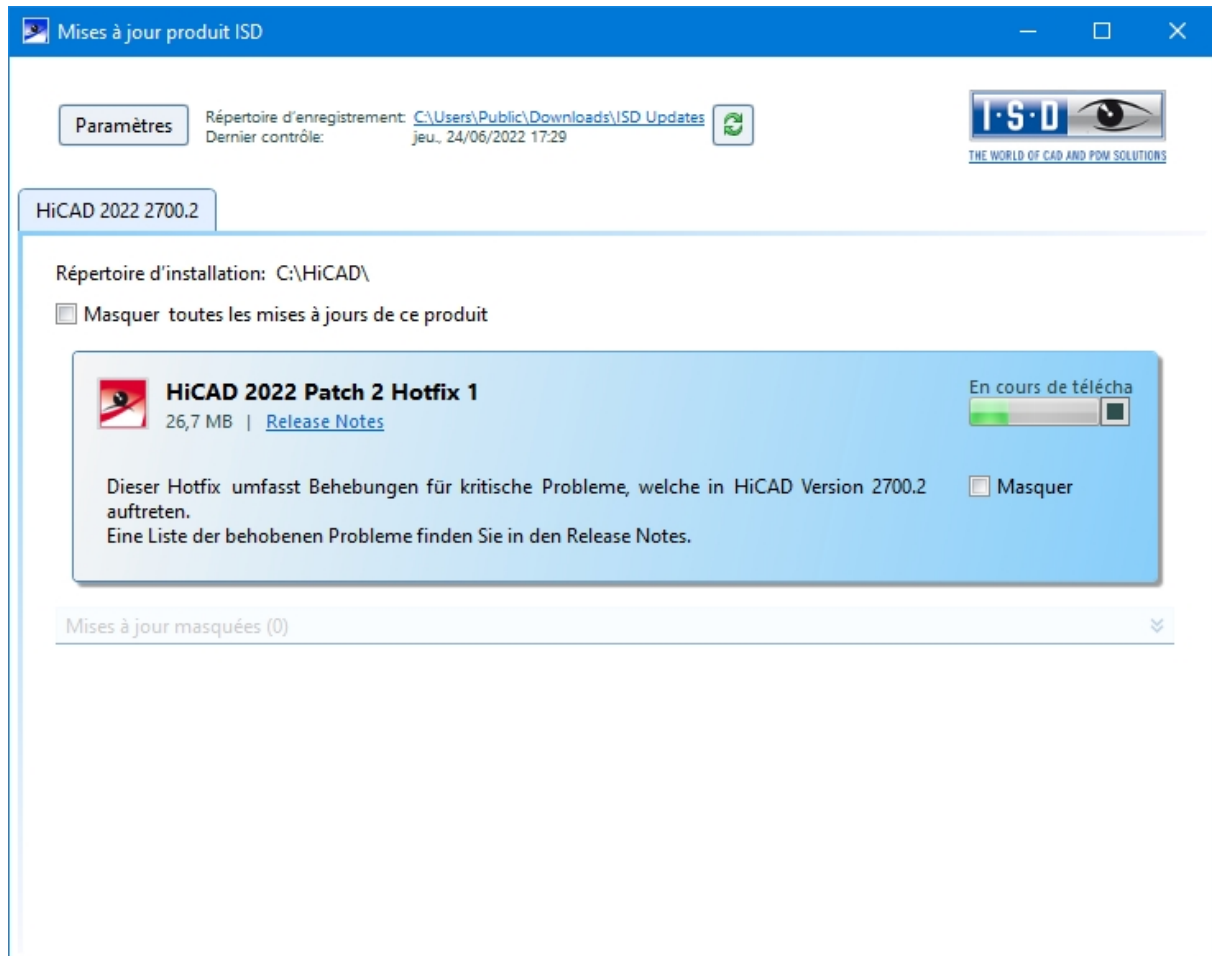 Mises à jour produit ISD
Paramètres
Répertoire d'enregistrement: C:\Users\Public\Downloads\ISD Updates
Dernier contrôle: jeu., 24/06/2022 17:29
I·S·D
THE WORLD OF CAD AND PDM SOLUTIONS
HiCAD 2022 2700.2
Répertoire d'installation: C:\HiCAD\
Masquer toutes les mises à jours de ce produit
HiCAD 2022 Patch 2 Hotfix 1
26,7 MB | Release Notes
En cours de télécha
Dieser Hotfix umfasst Behebungen für kritische Probleme, welche in HiCAD Version 2700.2
auftreten.
Eine Liste der behobenen Probleme finden Sie in den Release Notes.
Masquer
Mises à jour masquées (0)